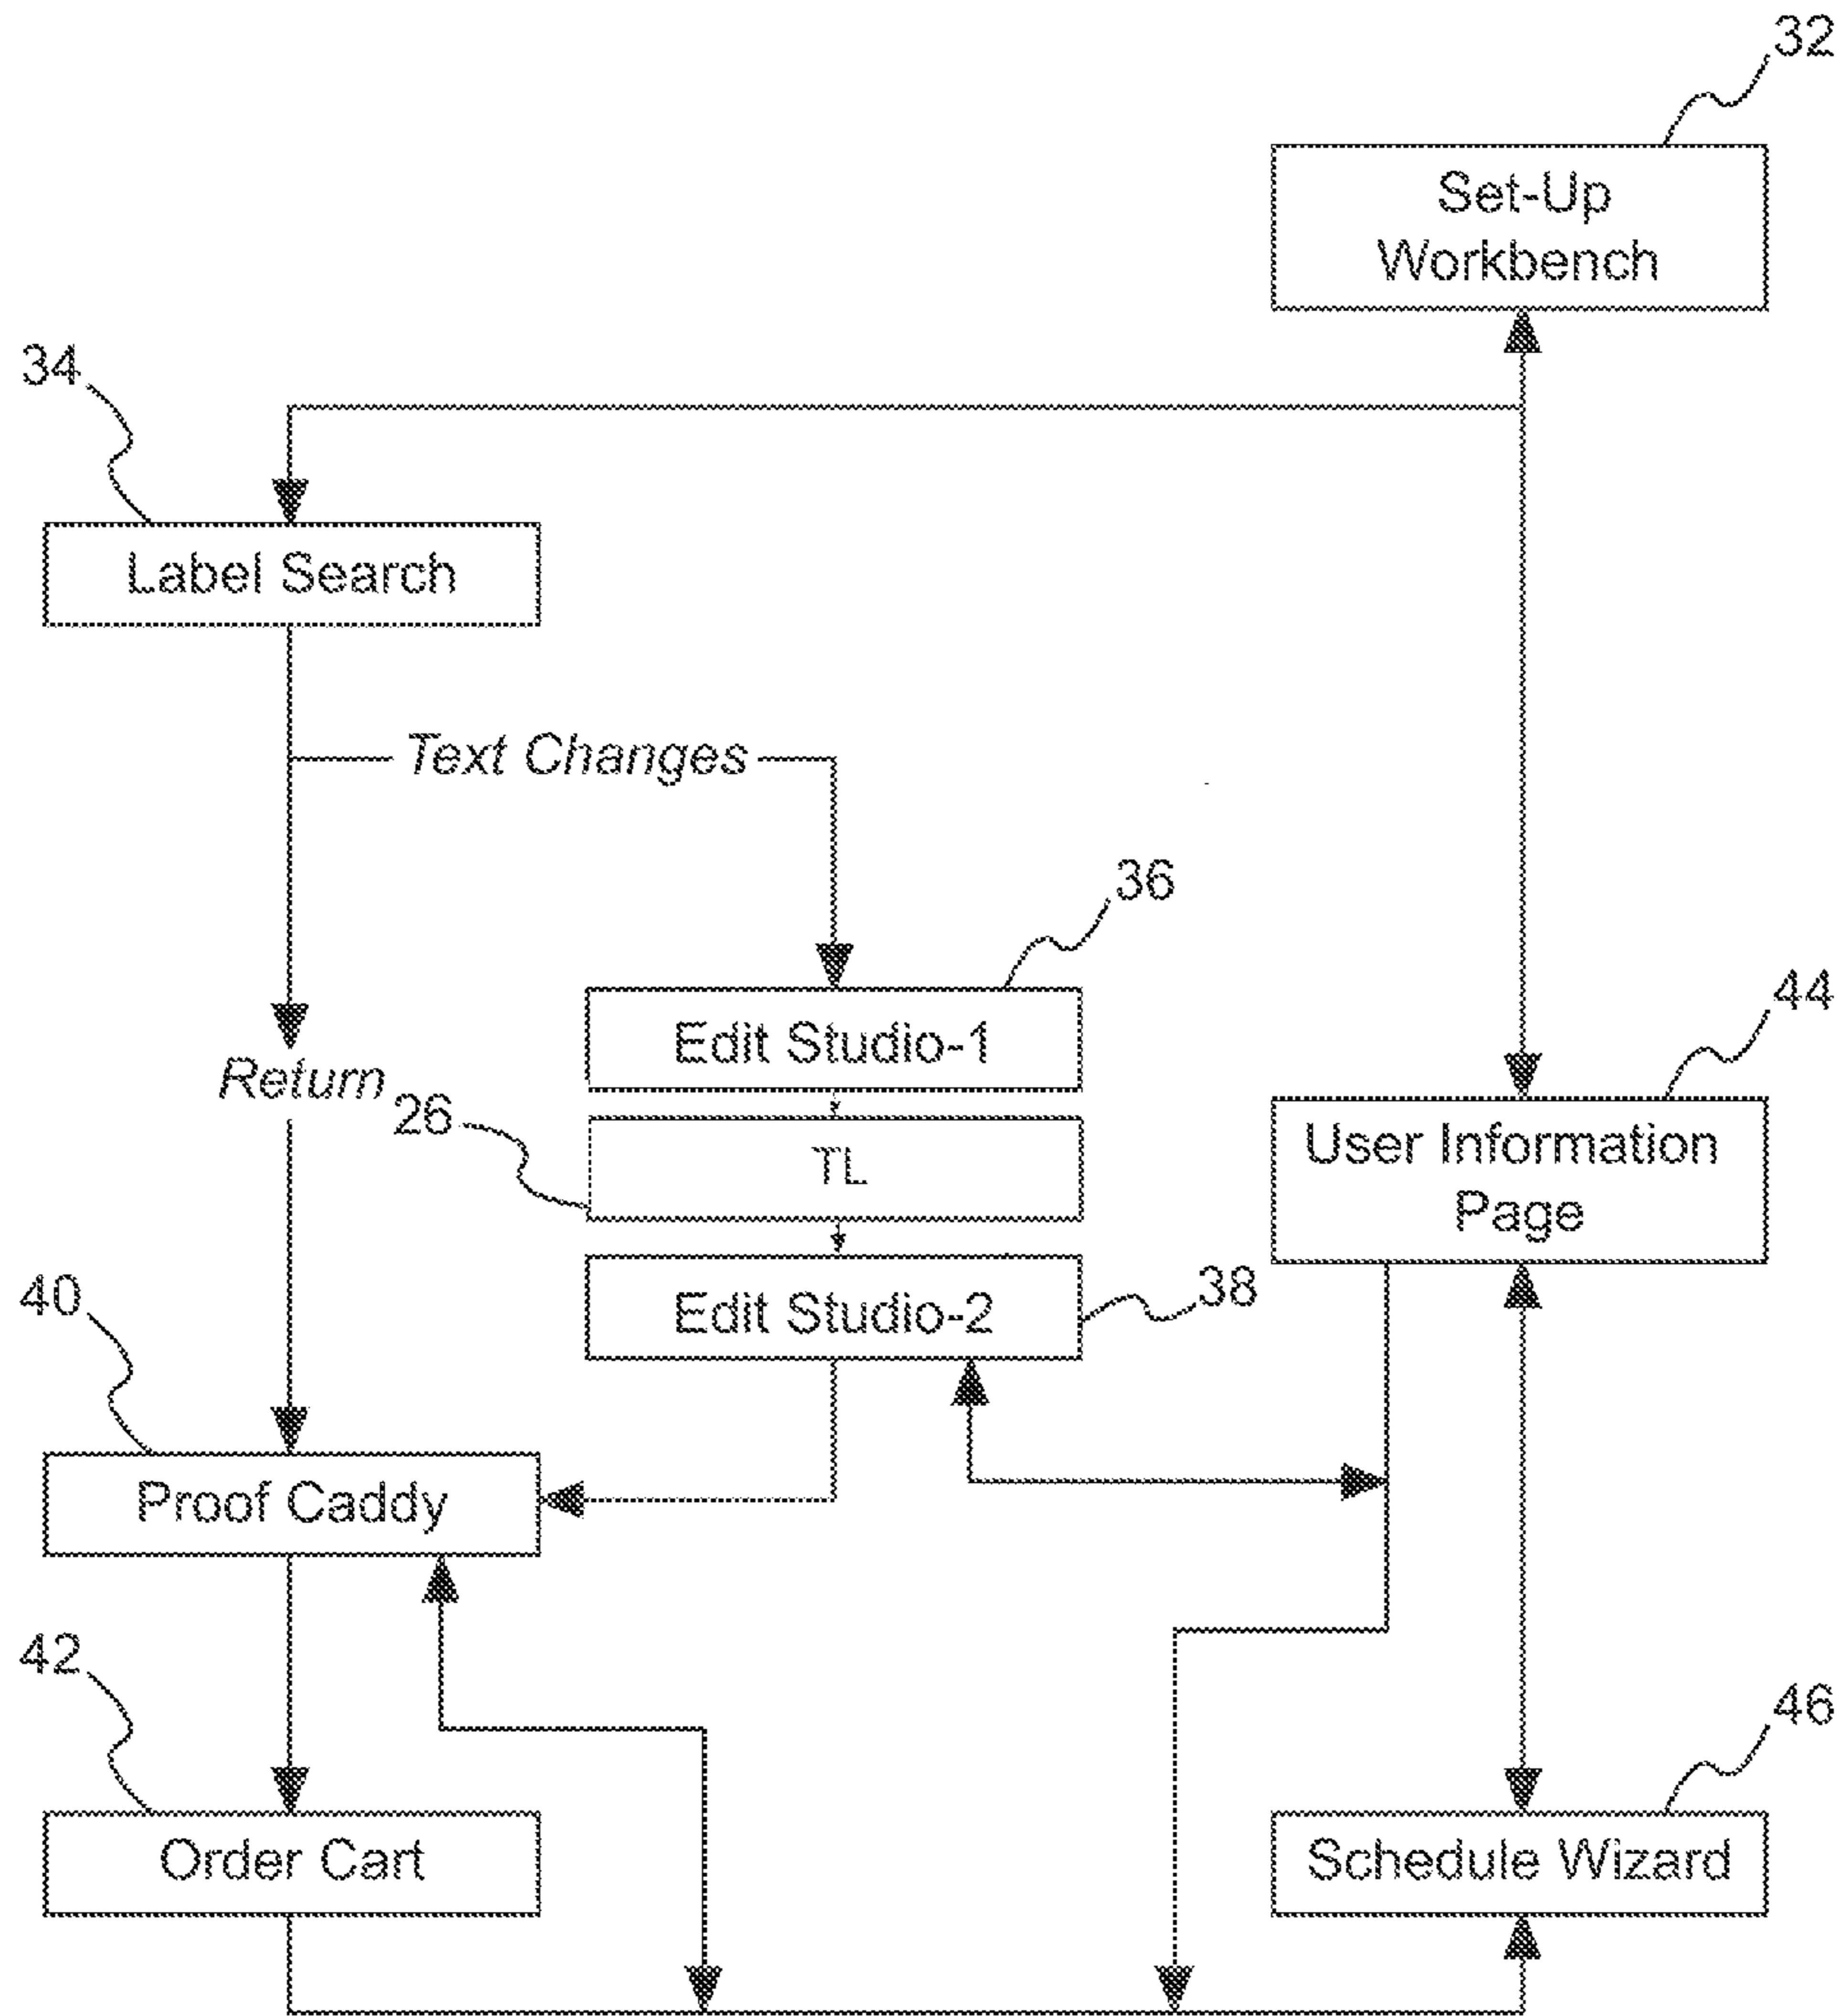 32
Set-Up
Workbench
34
Label Search
Text Changes
36
Edit Studio-1
44
Return
26
TL
User Information
Page
40
Edit Studio-2
38
Proof Caddy
42
46
Order Cart
Schedule Wizard